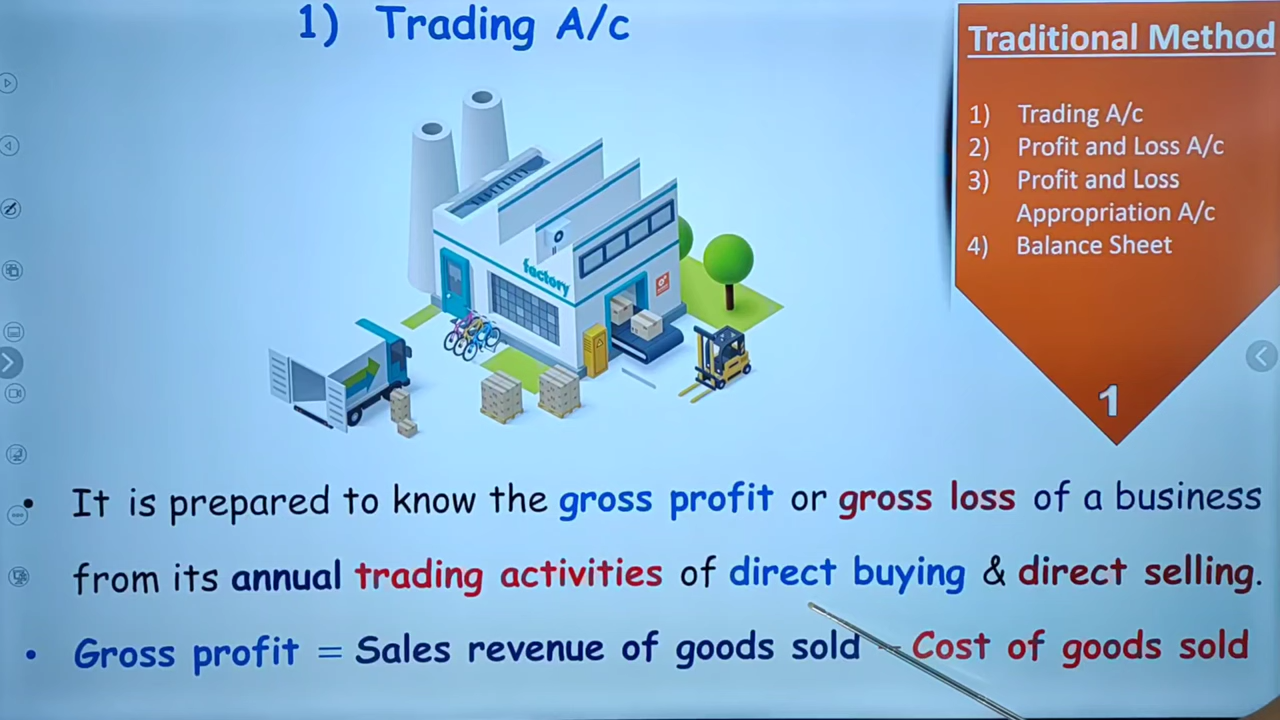 1) Trading A/c
Traditional Method
1) Trading A/c
2) Profit and Loss A/c
3) Profit and Loss
Appropriation A/c
4) Balance Sheet
1
factory
• It is prepared to know the gross profit or gross loss of a business
from its annual trading activities of direct buying & direct selling.
• Gross profit = Sales revenue of goods sold – Cost of goods sold